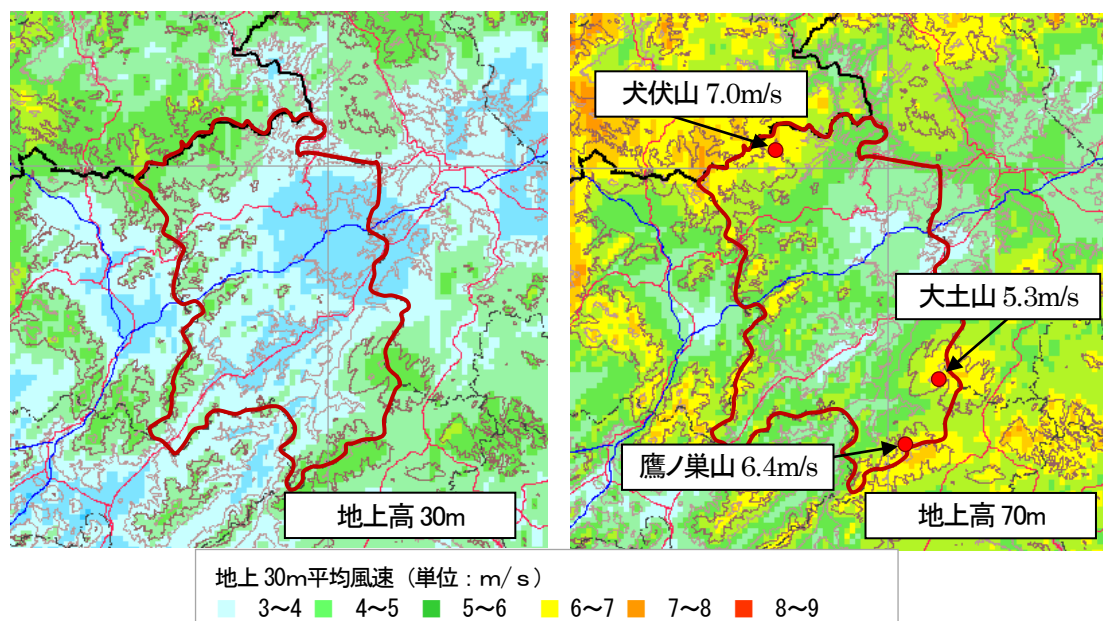 犬伏山 7.0m/s
大土山 5.3m/s
鷹ノ巣山 6.4m/s
地上高 30m
地上高 70m
地上 30m平均風速（単位：m/s）
3～4 4～5 5～6 6～7 7～8 8～9